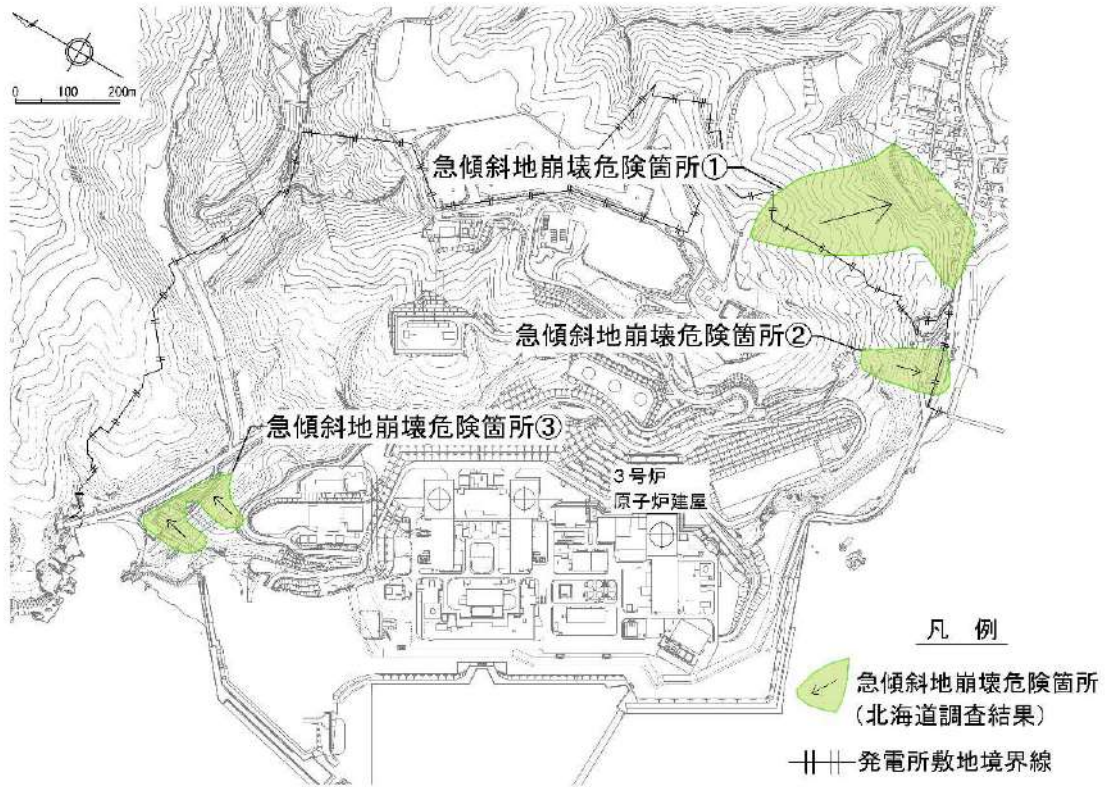 0 100 200m
急傾斜地崩壊危険箇所①
急傾斜地崩壊危険箇所②
急傾斜地崩壊危険箇所③
3号炉
原子炉建屋
凡 例
急傾斜地崩壊危険箇所
(北海道調査結果)
発電所敷地境界線